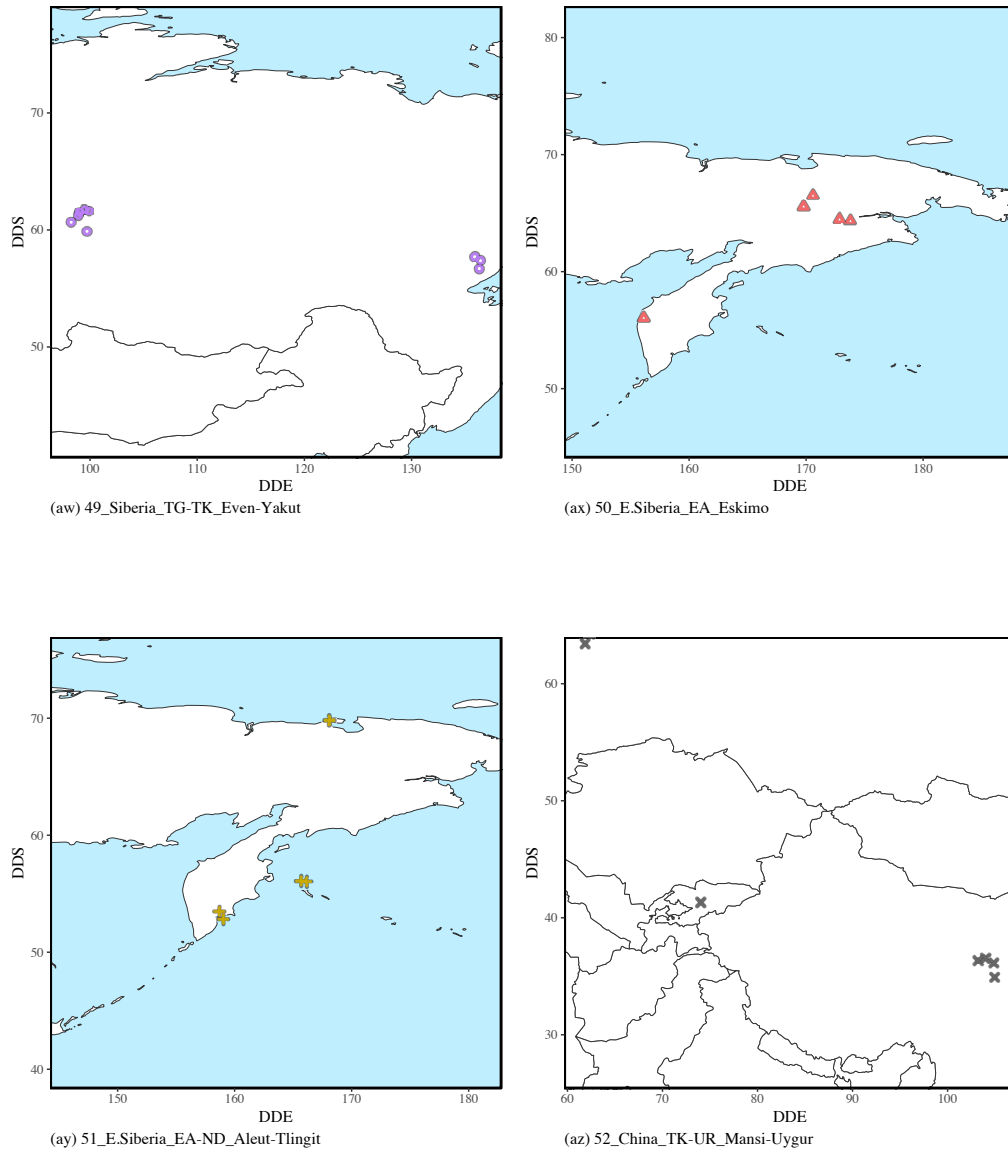 70
60
50
DDS
100
110
120
130
DDE
(aw) 49_Siberia_TG-TK_Even-Yakut
80
70
60
50
DDS
150
160
170
180
DDE
(ax) 50_E.Siberia_EA_Eskimo
70
60
50
40
DDS
150
160
170
180
DDE
(ay) 51_E.Siberia_EA-ND_Aleut-Tlingit
60
50
40
30
DDS
60
70
80
90
100
DDE
(az) 52_China_TK-UR_Mansi-Uygur